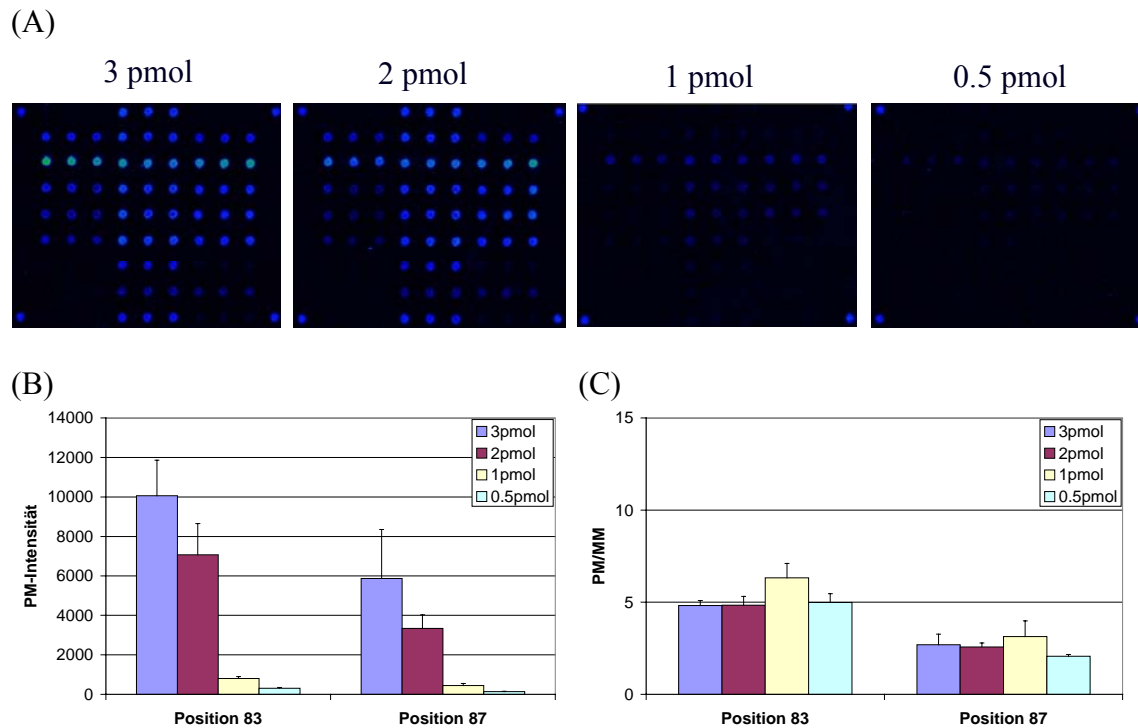 (A)
3 pmol 2 pmol 1 pmol 0.5 pmol
(B)
14000
12000
10000
8000
6000
4000
2000
0
PM-Intensität
Position 83 Position 87
3pmol
2pmol
1pmol
0.5pmol
(C)
15
10
5
0
PM/MM
Position 83 Position 87
3pmol
2pmol
1pmol
0.5pmol